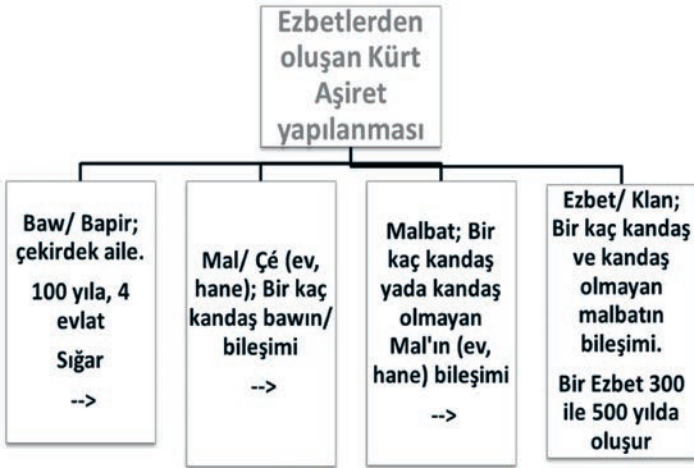 Ezbetlerden
oluşan Kürt
Aşiret
yapılanması
Baw/ Bapir;
çekirdek aile.
100 yıla, 4
evlat
Sığar
-->
Mal/ Çé (ev,
hane); Bir kaç
kandaş bawın/
bileşimi
-->
Malbat; Bir
kaç kandaş
yada kandaş
olmayan
Mal'ın (ev,
hane) bileşimi
-->
Ezbet/ Klan;
Bir kaç kandaş
ve kandaş
olmayan
malbatın
bileşimi.
Bir Ezbet 300
ile 500 yılda
oluşur